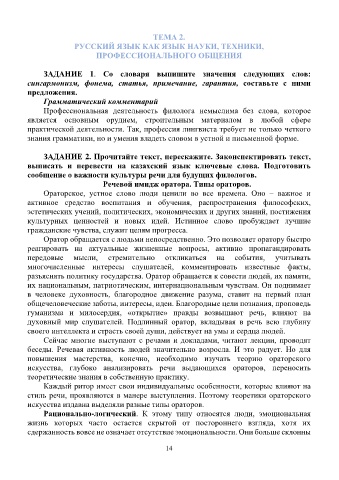 ТЕМА 2.
РУССКИЙ ЯЗЫК КАК ЯЗЫК НАУКИ, ТЕХНИКИ,
ПРОФЕССИОНАЛЬНОГО ОБЩЕНИЯ
ЗАДАНИЕ 1. Со словаря выпишите значения следующих слов:
сингармонизм, фонема, статья, примечание, гарантия, составьте с ними
предложения.
Грамматический комментарий
Профессиональная деятельность филолога немыслима без слова, которое
является основным орудием, строительным материалом в любой сфере
практической деятельности. Так, профессия лингвиста требует не только четкого
знания грамматики, но и умения владеть словом в устной и письменной форме.
ЗАДАНИЕ 2. Прочитайте текст, перескажите. Законспектировать текст,
выписать и перевести на казахский язык ключевые слова. Подготовить
сообщение о важности культуры речи для будущих филологов.
Речевой имидж оратора. Типы ораторов.
Ораторское, устное слово люди ценили во все времена. Оно – важное и
активное средство воспитания и обучения, распространения философских,
эстетических учений, политических, экономических и других знаний, постижения
культурных ценностей и новых идей. Истинное слово пробуждает лучшие
гражданские чувства, служит целям прогресса.
Оратор обращается с людьми непосредственно. Это позволяет оратору быстро
реагировать на актуальные жизненные вопросы, активно пропагандировать
передовые мысли, стремительно откликаться на события, учитывать
многочисленные интересы слушателей, комментировать известные факты,
разъяснять политику государства. Оратор обращается к совести людей, их памяти,
их национальным, патриотическим, интернациональным чувствам. Он поднимает
в человеке духовность, благородное движение разума, ставит на первый план
общечеловеческие заботы, интересы, идеи. Благородные цели познания, проповедь
гуманизма и милосердия, «открытие» правды возвышают речь, влияют на
духовный мир слушателей. Подлинный оратор, вкладывая в речь всю глубину
своего интеллекта и страсть своей души, действует на умы и сердца людей.
Сейчас многие выступают с речами и докладами, читают лекции, проводят
беседы. Речевая активность людей значительно возросла. И это радует. Но для
повышения мастерства, конечно, необходимо изучать теорию ораторского
искусства, глубоко анализировать речи выдающихся ораторов, переносить
теоретические знания в собственную практику.
Каждый ритор имеет свои индивидуальные особенности, которые влияют на
стиль речи, проявляются в манере выступления. Поэтому теоретики ораторского
искусства издавна выделяли разные типы ораторов.
Рационально-логический. К этому типу относятся люди, эмоциональная
жизнь которых часто остается скрытой от постороннего взгляда, хотя их
сдержанность вовсе не означает отсутствие эмоциональности. Они больше склонны
14